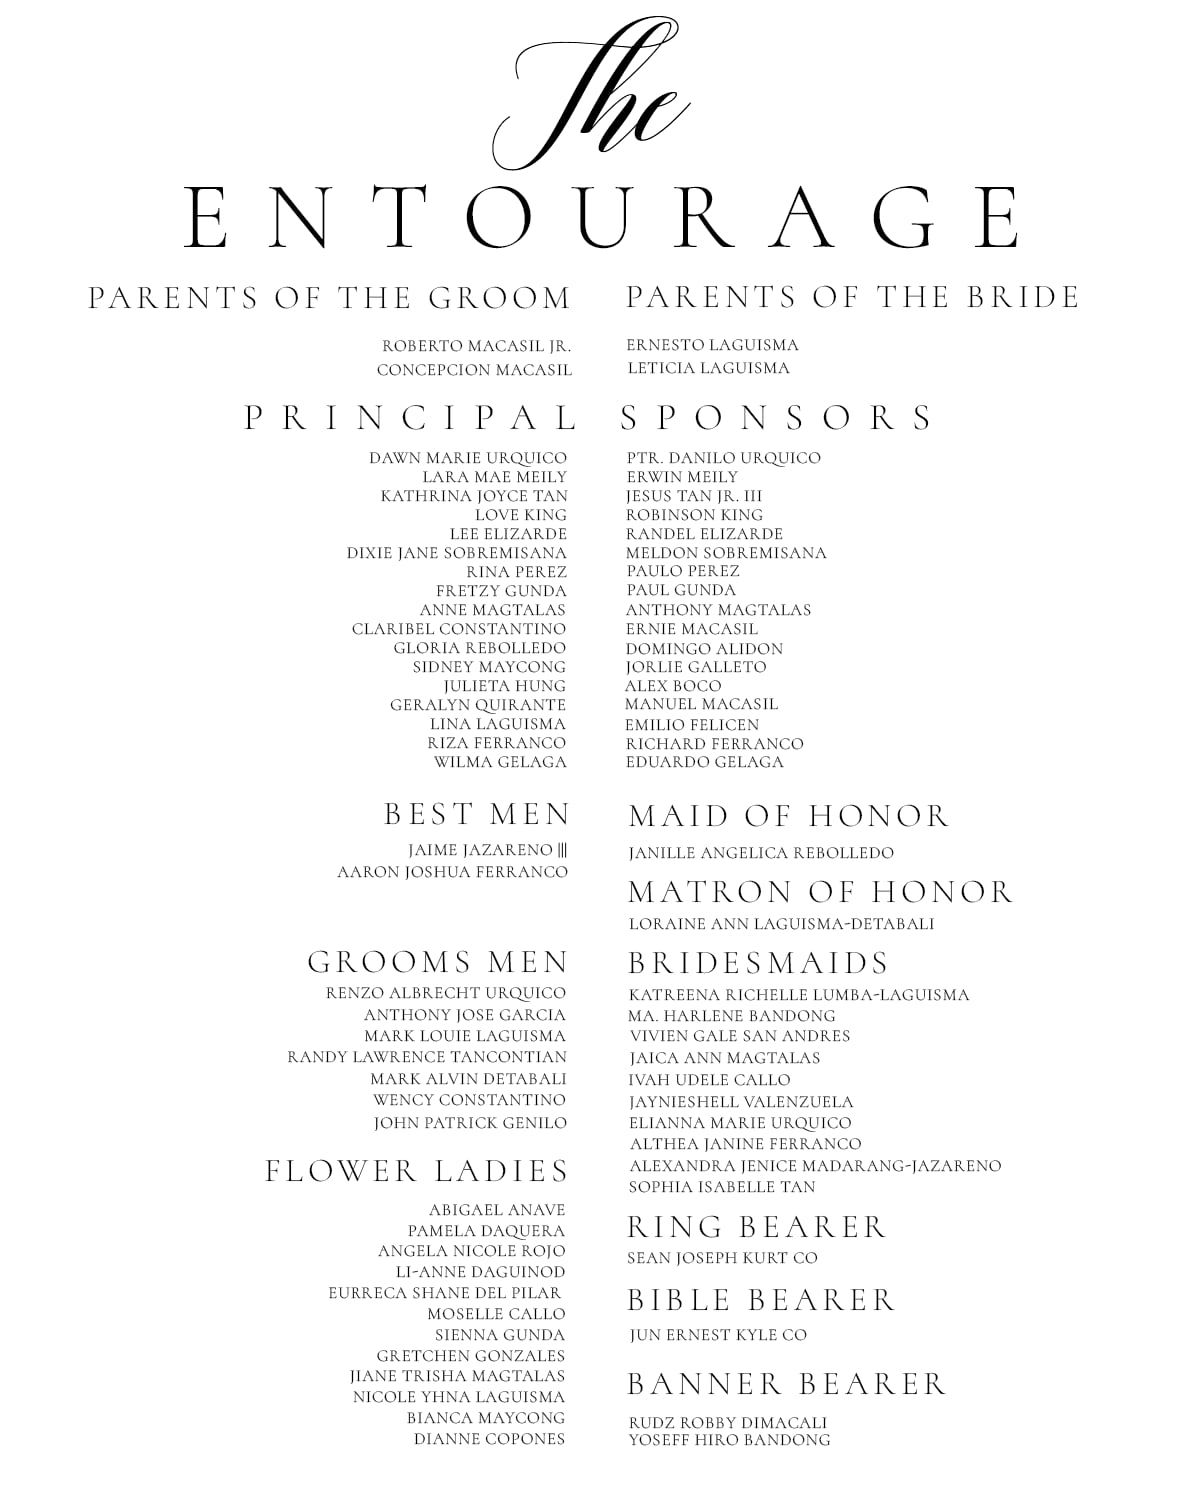 The
ENTOURAGE
PARENTS OF THE GROOM
ROBERTO MACASIL JR.
CONCEPCION MACASIL
PARENTS OF THE BRIDE
ERNESTO LAGUISMA
LETICIA LAGUISMA
PRINCIPAL SPONSORS
DAWN MARIE URQUICO
LARA MAE MEILY
KATHRINA JOYCE TAN
LOVE KING
LEE ELIZARDE
DIXIE JANE SOBREMISANA
RINA PEREZ
FRETZY GUNDA
ANNE MAGTALAS
CLARIBEL CONSTANTINO
GLORIA REBOLLEDO
SIDNEY MAYCONG
JULIETA HUNG
GERALYN QUIRANTE
LINA LAGUISMA
RIZA FERRANCO
WILMA GELAGA
PTR. DANILO URQUICO
ERWIN MEILY
JESUS TAN JR. III
ROBINSON KING
RANDEL ELIZARDE
MELDON SOBREMISANA
PAULO PEREZ
PAUL GUNDA
ANTHONY MAGTALAS
ERNIE MACASIL
DOMINGO ALIDON
JORLIE GALLETO
ALEX BOCO
MANUEL MACASIL
EMILIO FELICEN
RICHARD FERRANCO
EDUARDO GELAGA
BEST MEN
JAIME JAZARENO |||
AARON JOSHUA FERRANCO
MAID OF HONOR
JANILLE ANGELICA REBOLLEDO
MATRON OF HONOR
LORAINE ANN LAGUISMA-DETABALI
GROOMS MEN
RENZO ALBRECHT URQUICO
ANTHONY JOSE GARCIA
MARK LOUIE LAGUISMA
RANDY LAWRENCE TANCONTIAN
MARK ALVIN DETABALI
WENCY CONSTANTINO
JOHN PATRICK GENILO
BRIDESMAIDS
KATREENA RICHELLE LUMBA-LAGUISMA
MA. HARLENE BANDONG
VIVIEN GALE SAN ANDRES
JAICA ANN MAGTALAS
IVAH UDELE CALLO
JAYNIESHELL VALENZUELA
ELIANNA MARIE URQUICO
ALTHEA JANINE FERRANCO
ALEXANDRA JENICE MADARANG-JAZARENO
SOPHIA ISABELLE TAN
FLOWER LADIES
ABIGAEL ANAVE
PAMELA DAQUERA
ANGELA NICOLE ROJO
LI-ANNE DAGUINOD
EURRECA SHANE DEL PILAR
MOSELLE CALLO
SIENNA GUNDA
GRETCHEN GONZALES
JIANE TRISHA MAGTALAS
NICOLE YHNA LAGUISMA
BIANCA MAYCONG
DIANNE COPONES
RING BEARER
SEAN JOSEPH KURT CO
BIBLE BEARER
JUN ERNEST KYLE CO
BANNER BEARER
RUDZ ROBBY DIMACALI
YOSEFF HIRO BANDONG